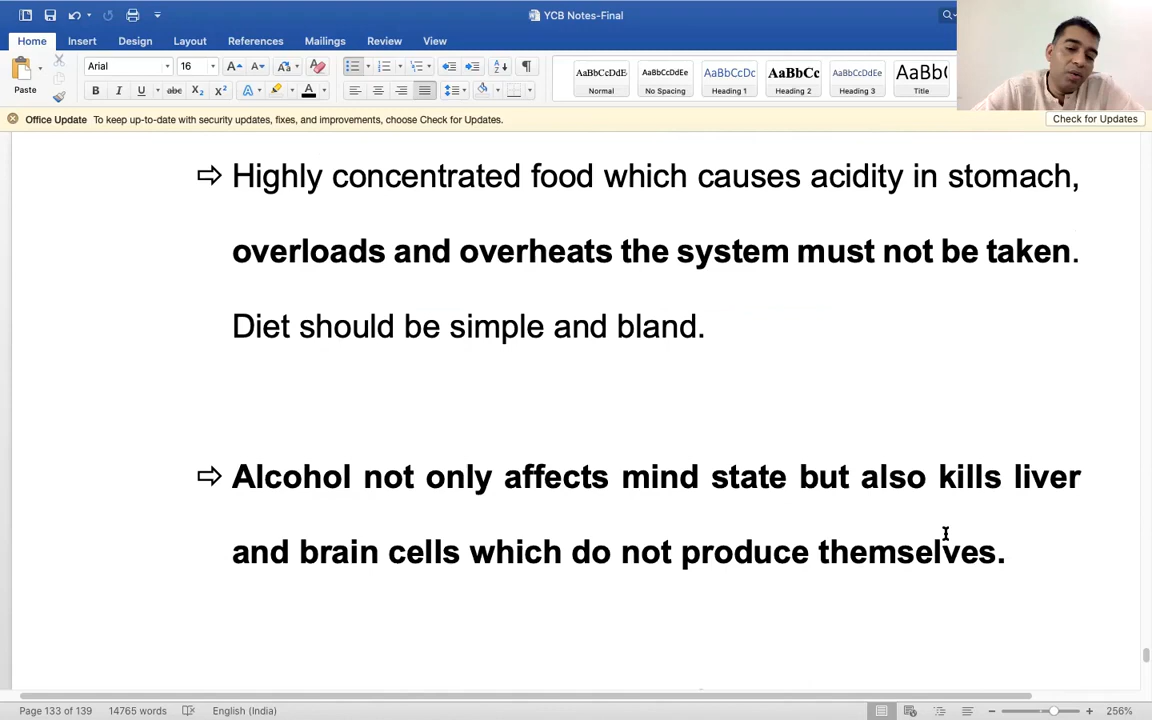 YCB Notes-Final
Home Insert Design Layout References Mailings Review View
Paste
Arial 16
AaBbCcDdE AaBbCcDdEe AaBbCcDc AaBbCc AaBbCcDdEe AaBb(
Normal No Spacing Heading 1 Heading 2 Heading 3 Title
Office Update To keep up-to-date with security updates, fixes, and improvements, choose Check for Updates. Check for Updates
⇨ Highly concentrated food which causes acidity in stomach,
overloads and overheats the system must not be taken.
Diet should be simple and bland.
⇨ Alcohol not only affects mind state but also kills liver
and brain cells which do not produce themselves.
Page 133 of 139 14765 words English (India) 256%